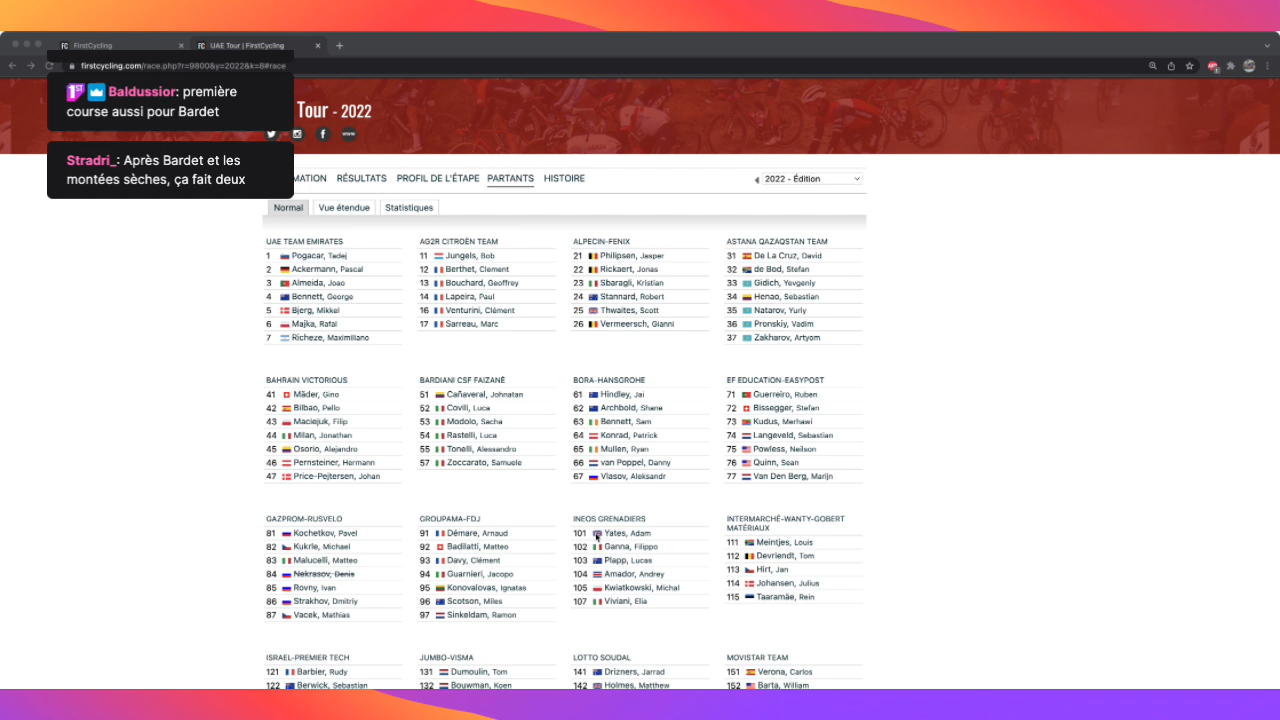 FirstCycling
UAE Tour | FirstCycling
firstcycling.com/race.php?r=9800&y=2022&k=8#race
Baldussior: première
course aussi pour Bardet
Stradri_: Après Bardet et les
montées sèches, ça fait deux
Tour - 2022
MATION RÉSULTATS PROFIL DE L'ÉTAPE PARTANTS HISTOIRE
2022 - Édition
Normal Vue étendue Statistiques
UAE TEAM EMIRATES
1 Pogacar, Tadej
2 Ackermann, Pascal
3 Almeida, Joao
4 Bennett, George
5 Bjerg, Mikkel
6 Majka, Rafal
7 Richeze, Maximiliano
AG2R CITROËN TEAM
11 Jungels, Bob
12 Berthet, Clement
13 Bouchard, Geoffrey
14 Lapeira, Paul
16 Venturini, Clément
17 Sarreau, Marc
ALPECIN-FENIX
21 Philipsen, Jasper
22 Rickaert, Jonas
23 Sbaragli, Kristian
24 Stannard, Robert
25 Thwaites, Scott
26 Vermeersch, Gianni
ASTANA QAZAQSTAN TEAM
31 De La Cruz, David
32 de Bod, Stefan
33 Gidich, Yevgeniy
34 Henao, Sebastian
35 Natarov, Yuriy
36 Pronskiy, Vadim
37 Zakharov, Artyom
BAHRAIN VICTORIOUS
41 Mäder, Gino
42 Bilbao, Pello
43 Maciejuk, Filip
44 Milan, Jonathan
45 Osorio, Alejandro
46 Pernsteiner, Hermann
47 Price-Pejtersen, Johan
BARDIANI CSF FAIZANÈ
51 Cañaveral, Johnatan
52 Covili, Luca
53 Modolo, Sacha
54 Rastelli, Luca
55 Tonelli, Alessandro
57 Zoccarato, Samuele
BORA-HANSGROHE
61 Hindley, Jai
62 Archbold, Shane
63 Bennett, Sam
64 Konrad, Patrick
65 Mullen, Ryan
66 van Poppel, Danny
67 Vlasov, Aleksandr
EF EDUCATION-EASYPOST
71 Guerreiro, Ruben
72 Bissegger, Stefan
73 Kudus, Merhawi
74 Langeveld, Sebastian
75 Powless, Neilson
76 Quinn, Sean
77 Van Den Berg, Marijn
GAZPROM-RUSVELO
81 Kochetkov, Pavel
82 Kukrle, Michael
83 Malucelli, Matteo
84 Nekrasov, Denis
85 Rovny, Ivan
86 Strakhov, Dmitriy
87 Vacek, Mathias
GROUPAMA-FDJ
91 Démare, Arnaud
92 Badilatti, Matteo
93 Davy, Clément
94 Guarnieri, Jacopo
95 Konovalovas, Ignatas
96 Scotson, Miles
97 Sinkeldam, Ramon
INEOS GRENADIERS
101 Yates, Adam
102 Ganna, Filippo
103 Plapp, Lucas
104 Amador, Andrey
105 Kwiatkowski, Michal
107 Viviani, Elia
INTERMARCHÉ-WANTY-GOBERT
MATÉRIAUX
111 Meintjes, Louis
112 Devriendt, Tom
113 Hirt, Jan
114 Johansen, Julius
115 Taaramäe, Rein
ISRAEL-PREMIER TECH
121 Barbier, Rudy
122 Berwick, Sebastian
JUMBO-VISMA
131 Dumoulin, Tom
132 Bouwman, Koen
LOTTO SOUDAL
141 Drizners, Jarrad
142 Holmes, Matthew
MOVISTAR TEAM
151 Verona, Carlos
152 Barta, William